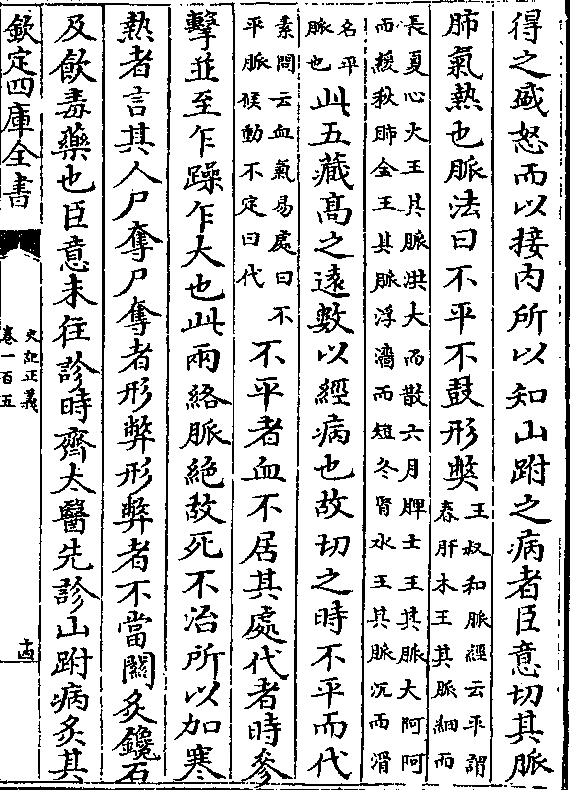 得之盛怒而以接内所以知山跗之病者臣意切其脉
肺氣熱也脈法曰不平不鼓形獘王叔和脈經云平謂
春肝木王其脈細而
長夏心火王其脈洪大而散六月脾土王其脈大阿阿
而緩秋肺金王其脈浮濇而短冬腎水王其脈沉而滑
名平
脈也此五藏髙之逺數以經病也故切之時不平而代
素問云血氣易處曰不
平脈候動不定曰代不平者血不居其處代者時參
擊並至乍躁乍大也此兩絡脈絶故死不治所以加寒
熱者言其人尸奪尸奪者形弊形弊者不當闗灸鑱石
及飲毒藥也臣意未往診時齊太醫先診山跗病灸其
欽定四庫全書
史記正義
卷一百五
十四